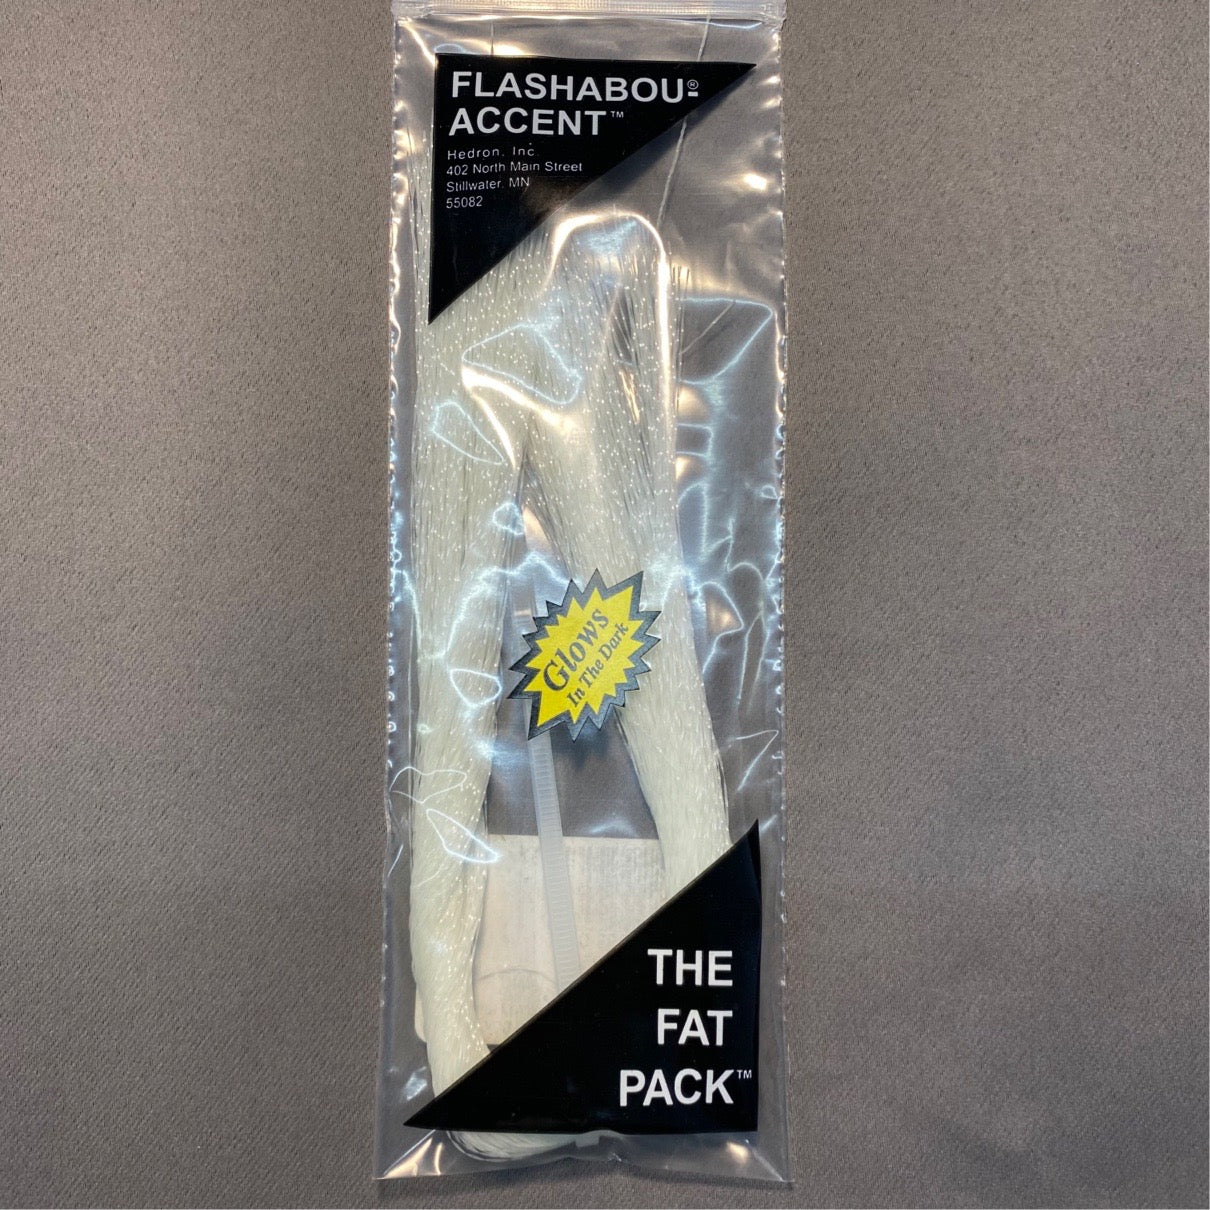 FLASHABOU®
ACCENT™
Hedron, Inc.
402 North Main Street
Stillwater, MN
55082
Glows
In The Dark
THE
FAT
PACK™